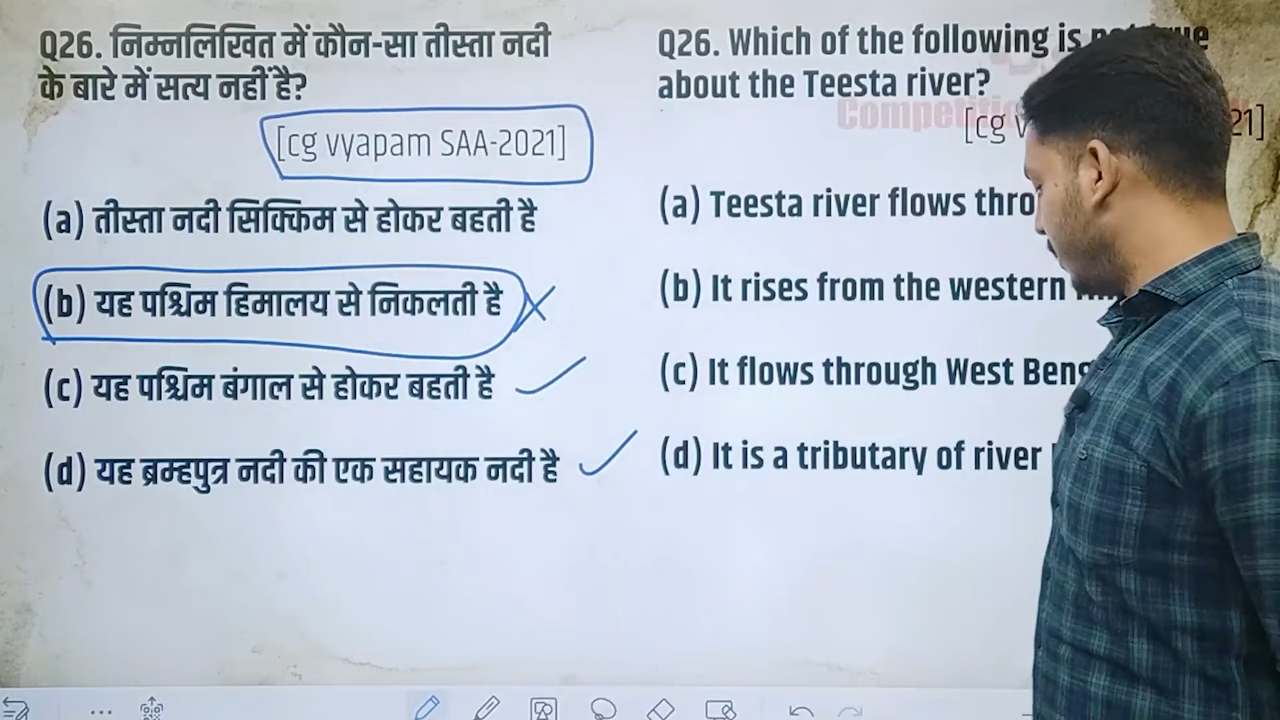 Q26. निम्नलिखित में कौन-सा तीस्ता नदी
के बारे में सत्य नहीं है?
[cg vyapam SAA-2021]
(a) तीस्ता नदी सिक्किम से होकर बहती है
(b) यह पश्चिम हिमालय से निकलती है
(c) यह पश्चिम बंगाल से होकर बहती है
(d) यह ब्रम्हपुत्र नदी की एक सहायक नदी है
Q26. Which of the following is
about the Teesta river?
[cg 21]
(a) Teesta river flows
(b) It rises from the western
(c) It flows through West
(d) It is a tributary of river